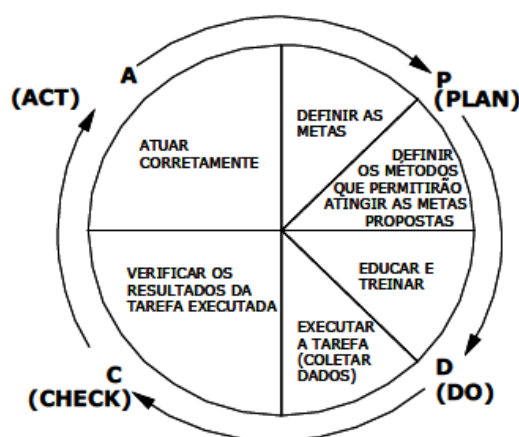 A
(ACT)
P
(PLAN)
DEFINIR AS
METAS
ATUAR
CORRETAMENTE
DEFINIR
OS MÉTODOS
QUE PERMITIRÃO
ATINGIR AS METAS
PROPOSTAS
VERIFICAR OS
RESULTADOS DA
TAREFA EXECUTADA
EDUCAR E
TREINAR
EXECUTAR
A TAREFA
(COLETAR
DADOS)
C
(CHECK)
D
(DO)